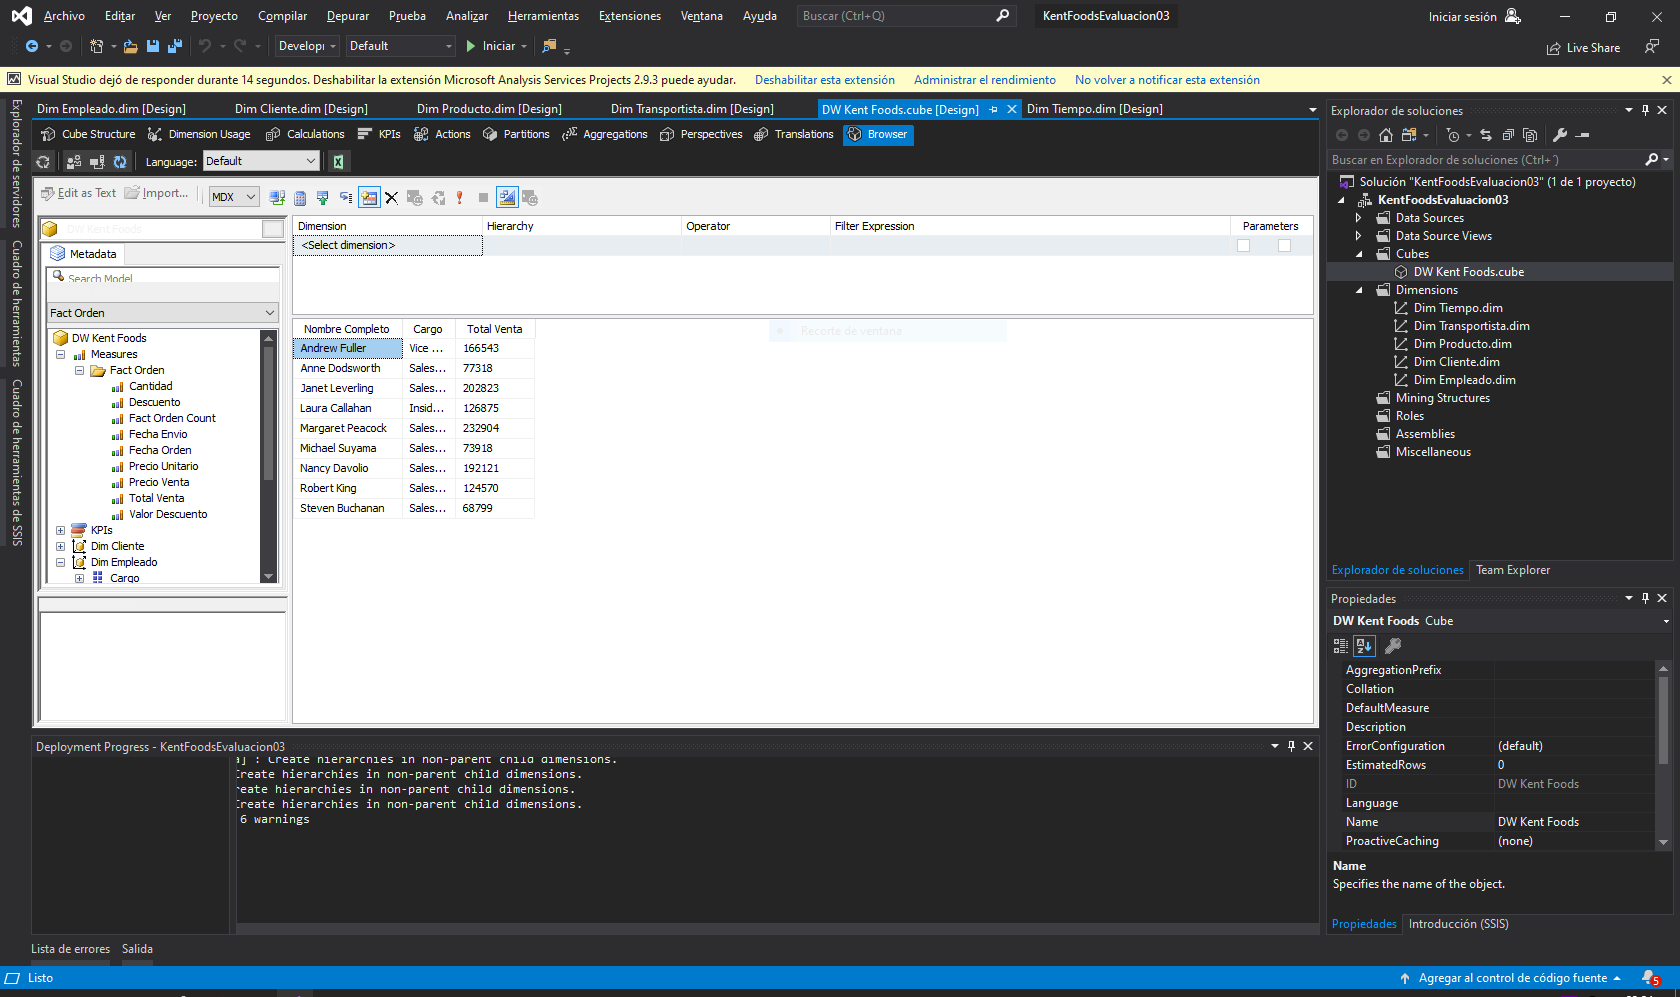 Archivo Editar Ver Proyecto Compilar Depurar Prueba Analizar Herramientas Extensiones Ventana Ayuda Buscar (Ctrl+Q) KentFoodsEvaluacion03 Iniciar sesión
Develop Default Iniciar Live Share
Visual Studio dejó de responder durante 14 segundos. Deshabilitar la extensión Microsoft Analysis Services Projects 2.9.3 puede ayudar. Deshabilitar esta extensión Administrar el rendimiento No volver a notificar esta extensión
Explorador de servidores
Cuadro de herramientas
Cuadro de herramientas de SSIS
Dim Empleado.dim [Design] Dim Cliente.dim [Design] Dim Producto.dim [Design] Dim Transportista.dim [Design] DW Kent Foods.cube [Design] Dim Tiempo.dim [Design]
Cube Structure Dimension Usage Calculations KPIs Actions Partitions Aggregations Perspectives Translations Browser
Language: Default
Edit as Text Import... MDX
DW Kent Foods
Metadata
Search Model
Fact Orden
DW Kent Foods
Measures
Fact Orden
Cantidad
Descuento
Fact Orden Count
Fecha Envio
Fecha Orden
Precio Unitario
Precio Venta
Total Venta
Valor Descuento
KPIs
Dim Cliente
Dim Empleado
Cargo
Dimension Hierarchy Operator Filter Expression Parameters
<Select dimension>
Recorte de ventana
Nombre Completo Cargo Total Venta
Andrew Fuller Vice ... 166543
Anne Dodsworth Sales... 77318
Janet Leverling Sales... 202823
Laura Callahan Insid... 126875
Margaret Peacock Sales... 232904
Michael Suyama Sales... 73918
Nancy Davolio Sales... 192121
Robert King Sales... 124570
Steven Buchanan Sales... 68799
Deployment Progress - KentFoodsEvaluacion03
a] : Create hierarchies in non-parent child dimensions.
Create hierarchies in non-parent child dimensions.
reate hierarchies in non-parent child dimensions.
Create hierarchies in non-parent child dimensions.
6 warnings
Lista de errores Salida
Explorador de soluciones
Buscar en Explorador de soluciones (Ctrl+´)
Solución "KentFoodsEvaluacion03" (1 de 1 proyecto)
KentFoodsEvaluacion03
Data Sources
Data Source Views
Cubes
DW Kent Foods.cube
Dimensions
Dim Tiempo.dim
Dim Transportista.dim
Dim Producto.dim
Dim Cliente.dim
Dim Empleado.dim
Mining Structures
Roles
Assemblies
Miscellaneous
Explorador de soluciones Team Explorer
Propiedades
DW Kent Foods Cube
AggregationPrefix
Collation
DefaultMeasure
Description
ErrorConfiguration (default)
EstimatedRows 0
ID DW Kent Foods
Language
Name DW Kent Foods
ProactiveCaching (none)
Name
Specifies the name of the object.
Propiedades Introducción (SSIS)
Listo Agregar al control de código fuente 5